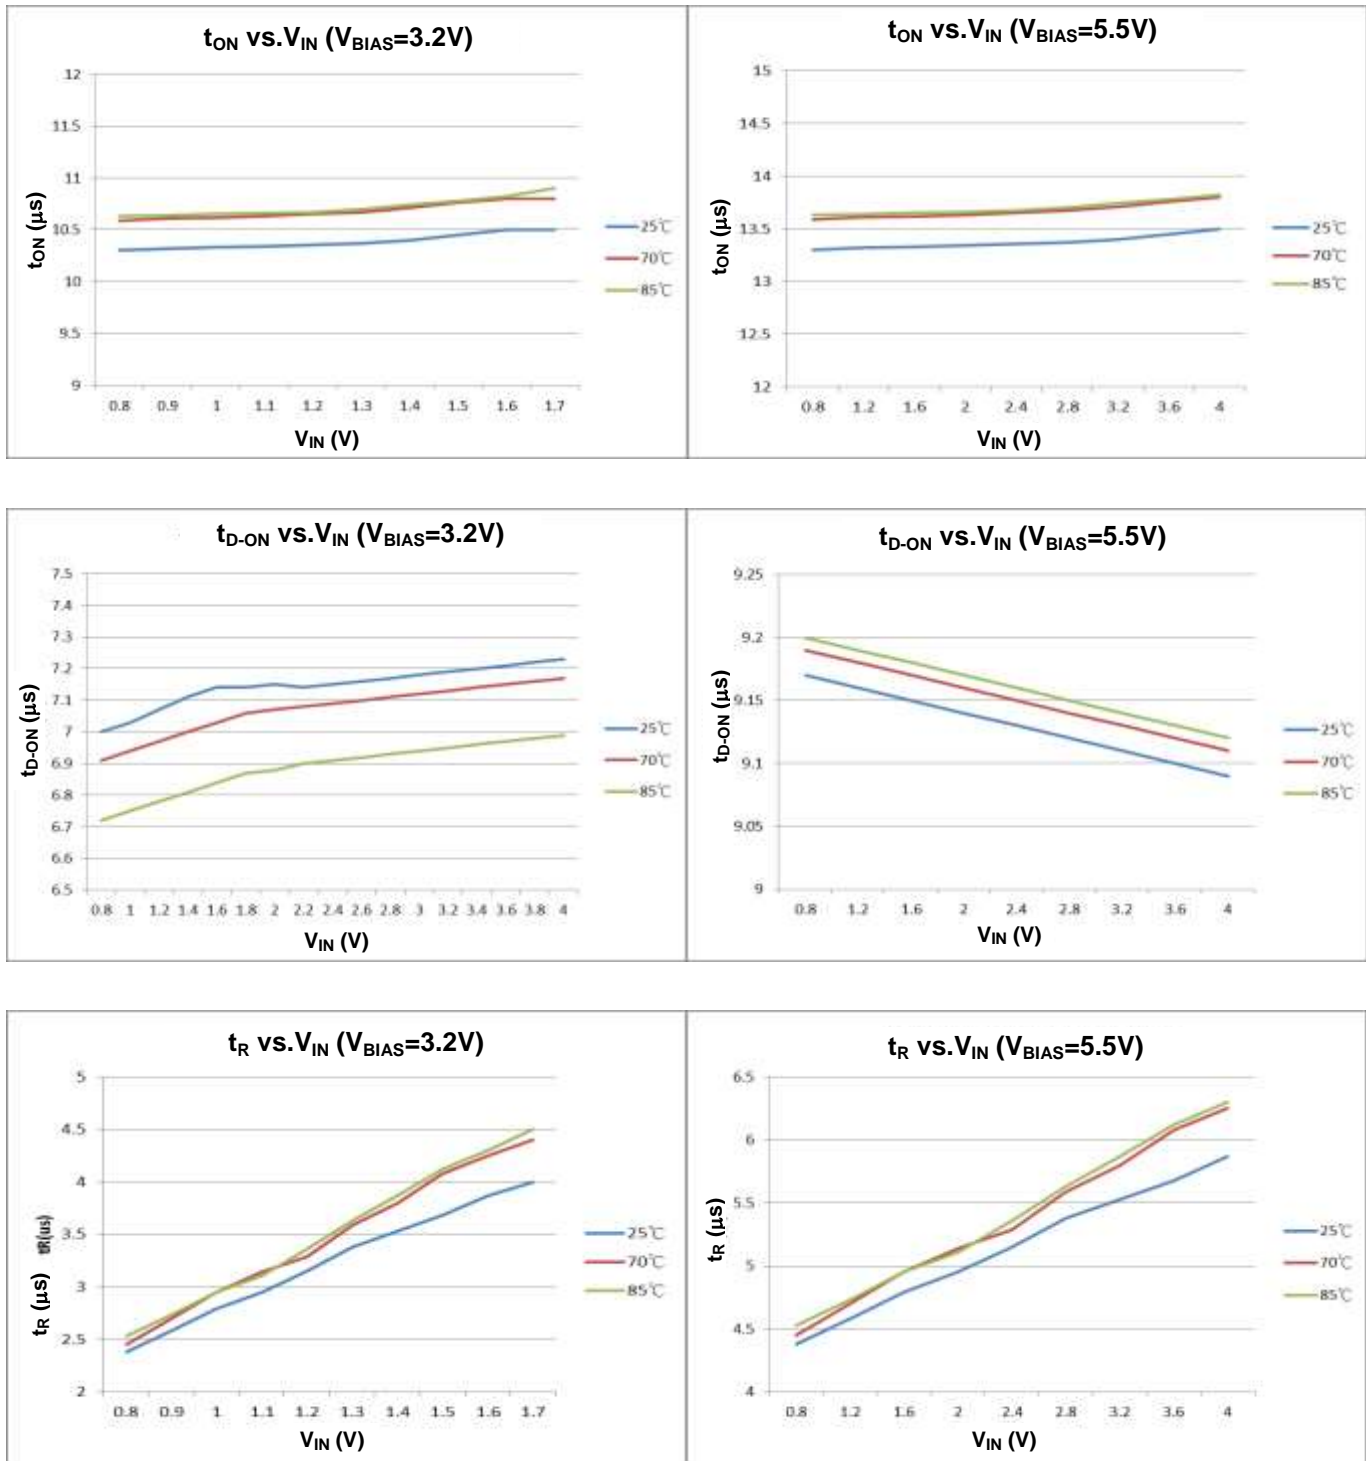 tON vs.VIN (VBIAS=3.2V)
12
11.5
11
10.5
10
9.5
9
tON (μs)
0.8 0.9 1 1.1 1.2 1.3 1.4 1.5 1.6 1.7
VIN (V)
25℃
70℃
85℃
tON vs.VIN (VBIAS=5.5V)
15
14.5
14
13.5
13
12.5
12
tON (μs)
0.8 1.2 1.6 2 2.4 2.8 3.2 3.6 4
VIN (V)
25℃
70℃
85℃
tD-ON vs.VIN (VBIAS=3.2V)
7.5
7.4
7.3
7.2
7.1
7
6.9
6.8
6.7
6.6
6.5
tD-ON (μs)
0.8 1 1.2 1.4 1.6 1.8 2 2.2 2.4 2.6 2.8 3 3.2 3.4 3.6 3.8 4
VIN (V)
25℃
70℃
85℃
tD-ON vs.VIN (VBIAS=5.5V)
9.25
9.2
9.15
9.1
9.05
9
tD-ON (μs)
0.8 1.2 1.6 2 2.4 2.8 3.2 3.6 4
VIN (V)
25℃
70℃
85℃
tR vs.VIN (VBIAS=3.2V)
5
4.5
4
3.5
3
2.5
2
tR(us)
tR (μs)
0.8 0.9 1 1.1 1.2 1.3 1.4 1.5 1.6 1.7
VIN (V)
25℃
70℃
85℃
tR vs.VIN (VBIAS=5.5V)
6.5
6
5.5
5
4.5
4
tR (μs)
0.8 1.2 1.6 2 2.4 2.8 3.2 3.6 4
VIN (V)
25℃
70℃
85℃